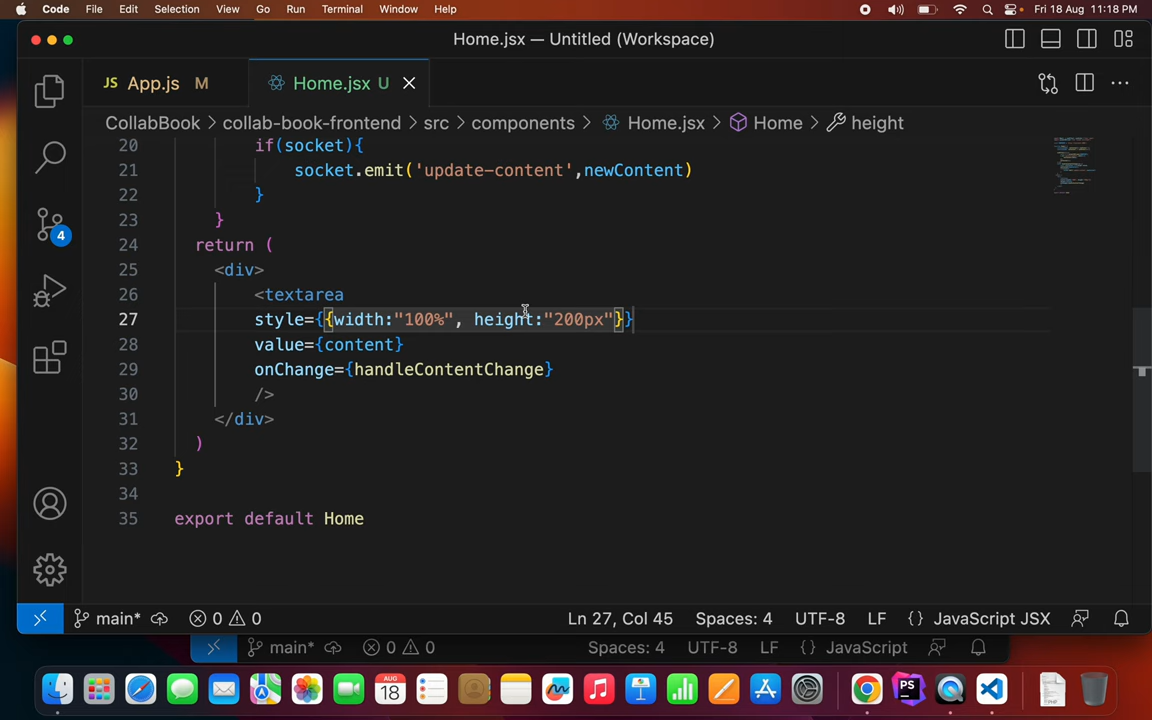 Code File Edit Selection View Go Run Terminal Window Help Fri 18 Aug 11:18 PM
Home.jsx — Untitled (Workspace)
JS App.js M Home.jsx U
CollabBook > collab-book-frontend > src > components > Home.jsx > Home > height
20 if(socket){
21 socket.emit('update-content',newContent)
22 }
23 }
24 return (
25 <div>
26 <textarea
27 style={{width:"100%", height:"200px"}}
28 value={content}
29 onChange={handleContentChange}
30 />
31 </div>
32 )
33 }
34
35 export default Home
4
main* 0 0 Ln 27, Col 45 Spaces: 4 UTF-8 LF {} JavaScript JSX
main* 0 0 Spaces: 4 UTF-8 LF {} JavaScript
AUG
18
PS
PHP